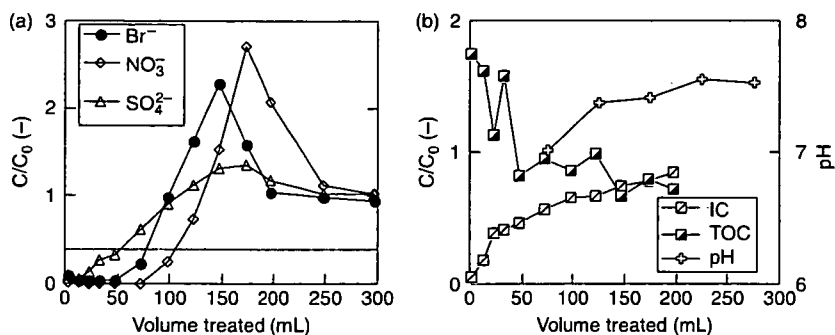 (a)
3
2
1
0
C/C₀ (–)
Br⁻
NO₃⁻
SO₄²⁻
0 50 100 150 200 250 300
Volume treated (mL)
(b)
2
1
0
C/C₀ (–)
8
7
6
pH
IC
TOC
pH
0 50 100 150 200 250 300
Volume treated (mL)